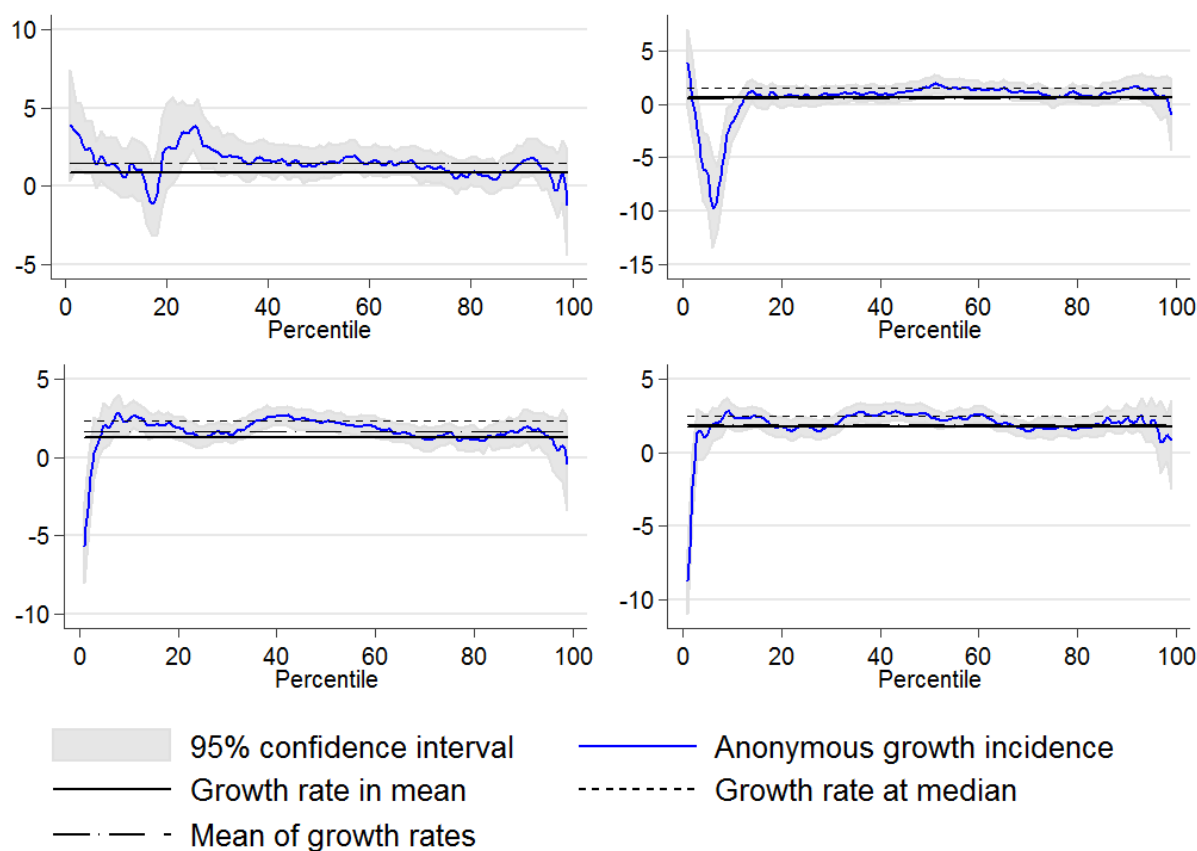 10
5
0
-5
0 20 40 60 80 100
Percentile
5
0
-5
-10
-15
0 20 40 60 80 100
Percentile
5
0
-5
-10
0 20 40 60 80 100
Percentile
5
0
-5
-10
0 20 40 60 80 100
Percentile
95% confidence interval
Anonymous growth incidence
Growth rate in mean
Growth rate at median
Mean of growth rates